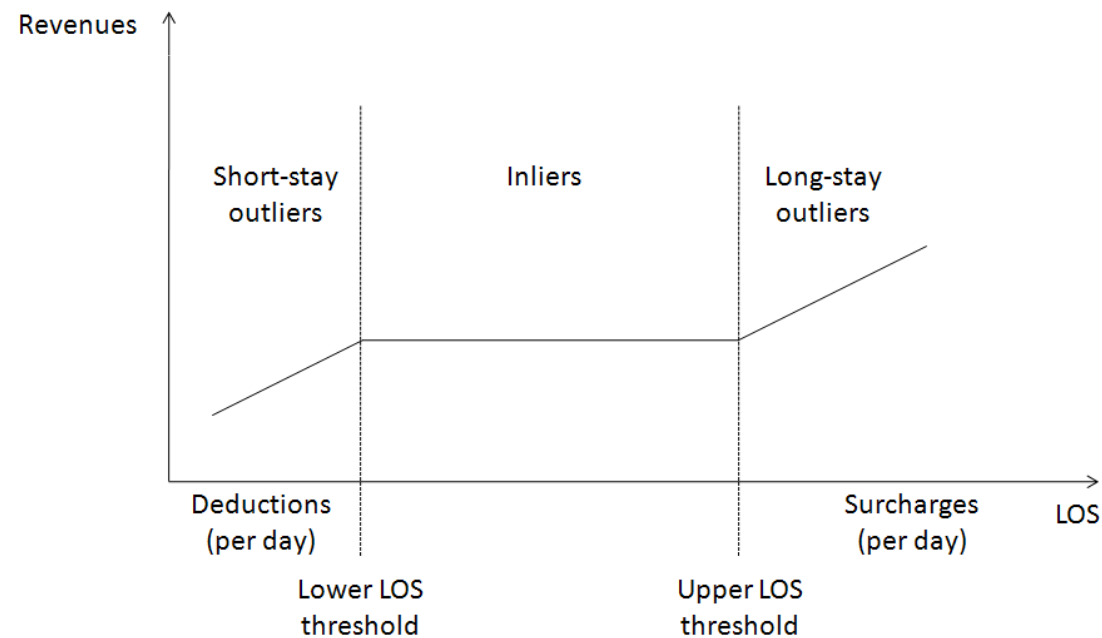 Revenues
Short-stay
outliers
Inliers
Long-stay
outliers
Deductions
(per day)
Surcharges
(per day)
LOS
Lower LOS
threshold
Upper LOS
threshold